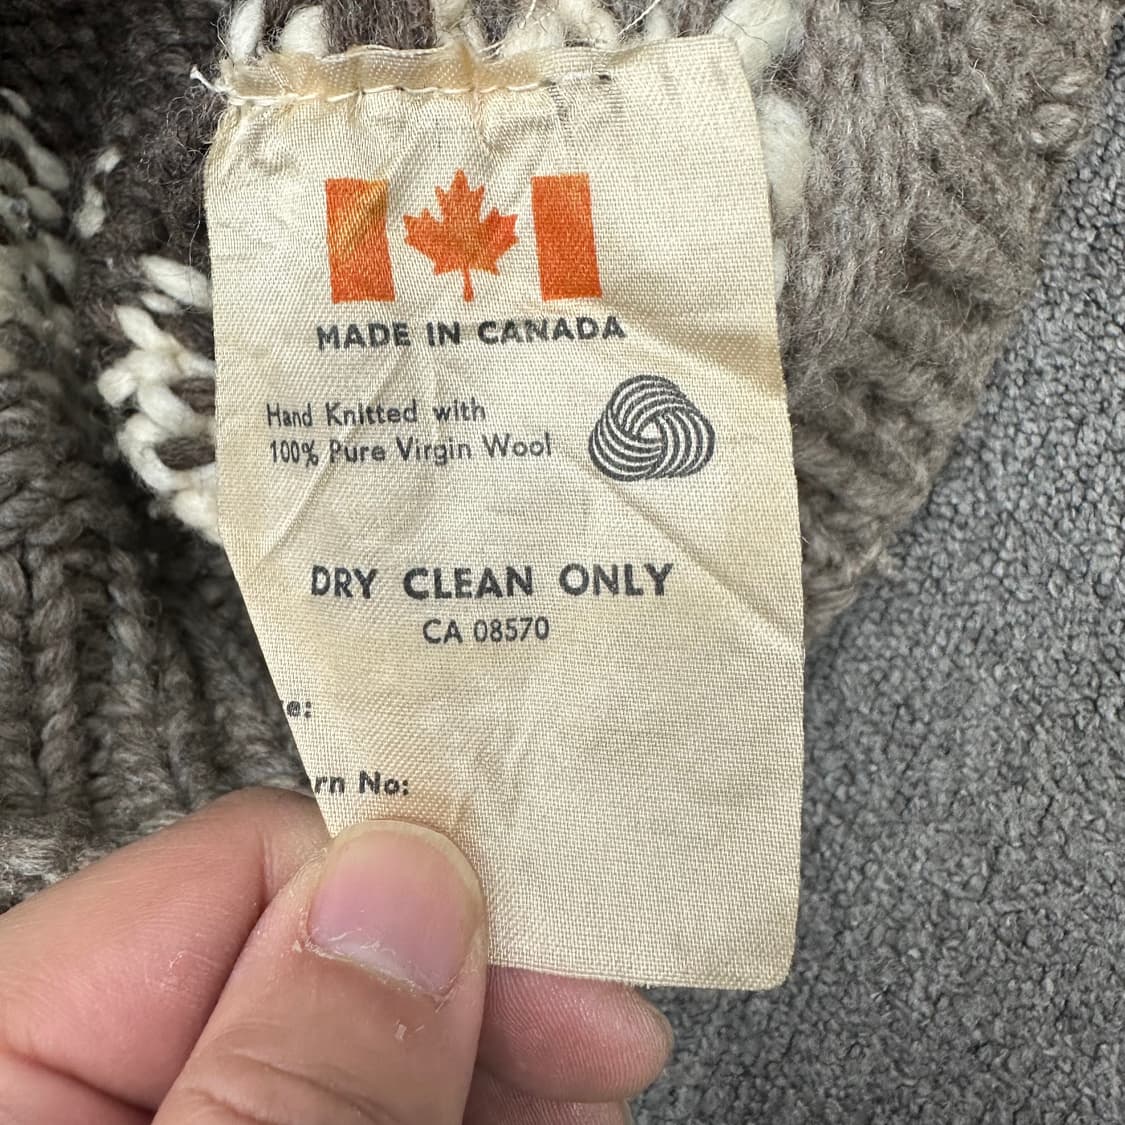 MADE IN CANADA
Hand Knitted with
100% Pure Virgin Wool
DRY CLEAN ONLY
CA 08570
e:
rn No: